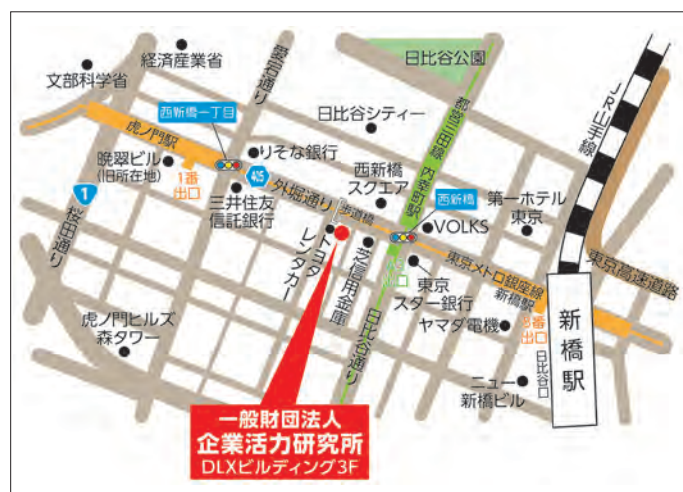 経済産業省
文部科学省
愛宕通り
日比谷公園
JR山手線
都営三田線 内幸町駅
日比谷シティー
西新橋一丁目
虎ノ門駅
りそな銀行
晩翠ビル
(旧所在地)
1番
出口
405
外堀通り
西新橋
スクエア
三井住友
信託銀行
歩道橋
西新橋
第一ホテル
東京
VOLKS
1
桜田通り
トヨタ
レンタカー
芝信用金庫
出口
東京
スター銀行
東京メトロ銀座線
新橋駅
東京高速道路
ヤマダ電機
8番
出口
日比谷口
新橋駅
虎ノ門ヒルズ
森タワー
日比谷通り
ニュー
新橋ビル
一般財団法人
企業活力研究所
DLXビルディング3F